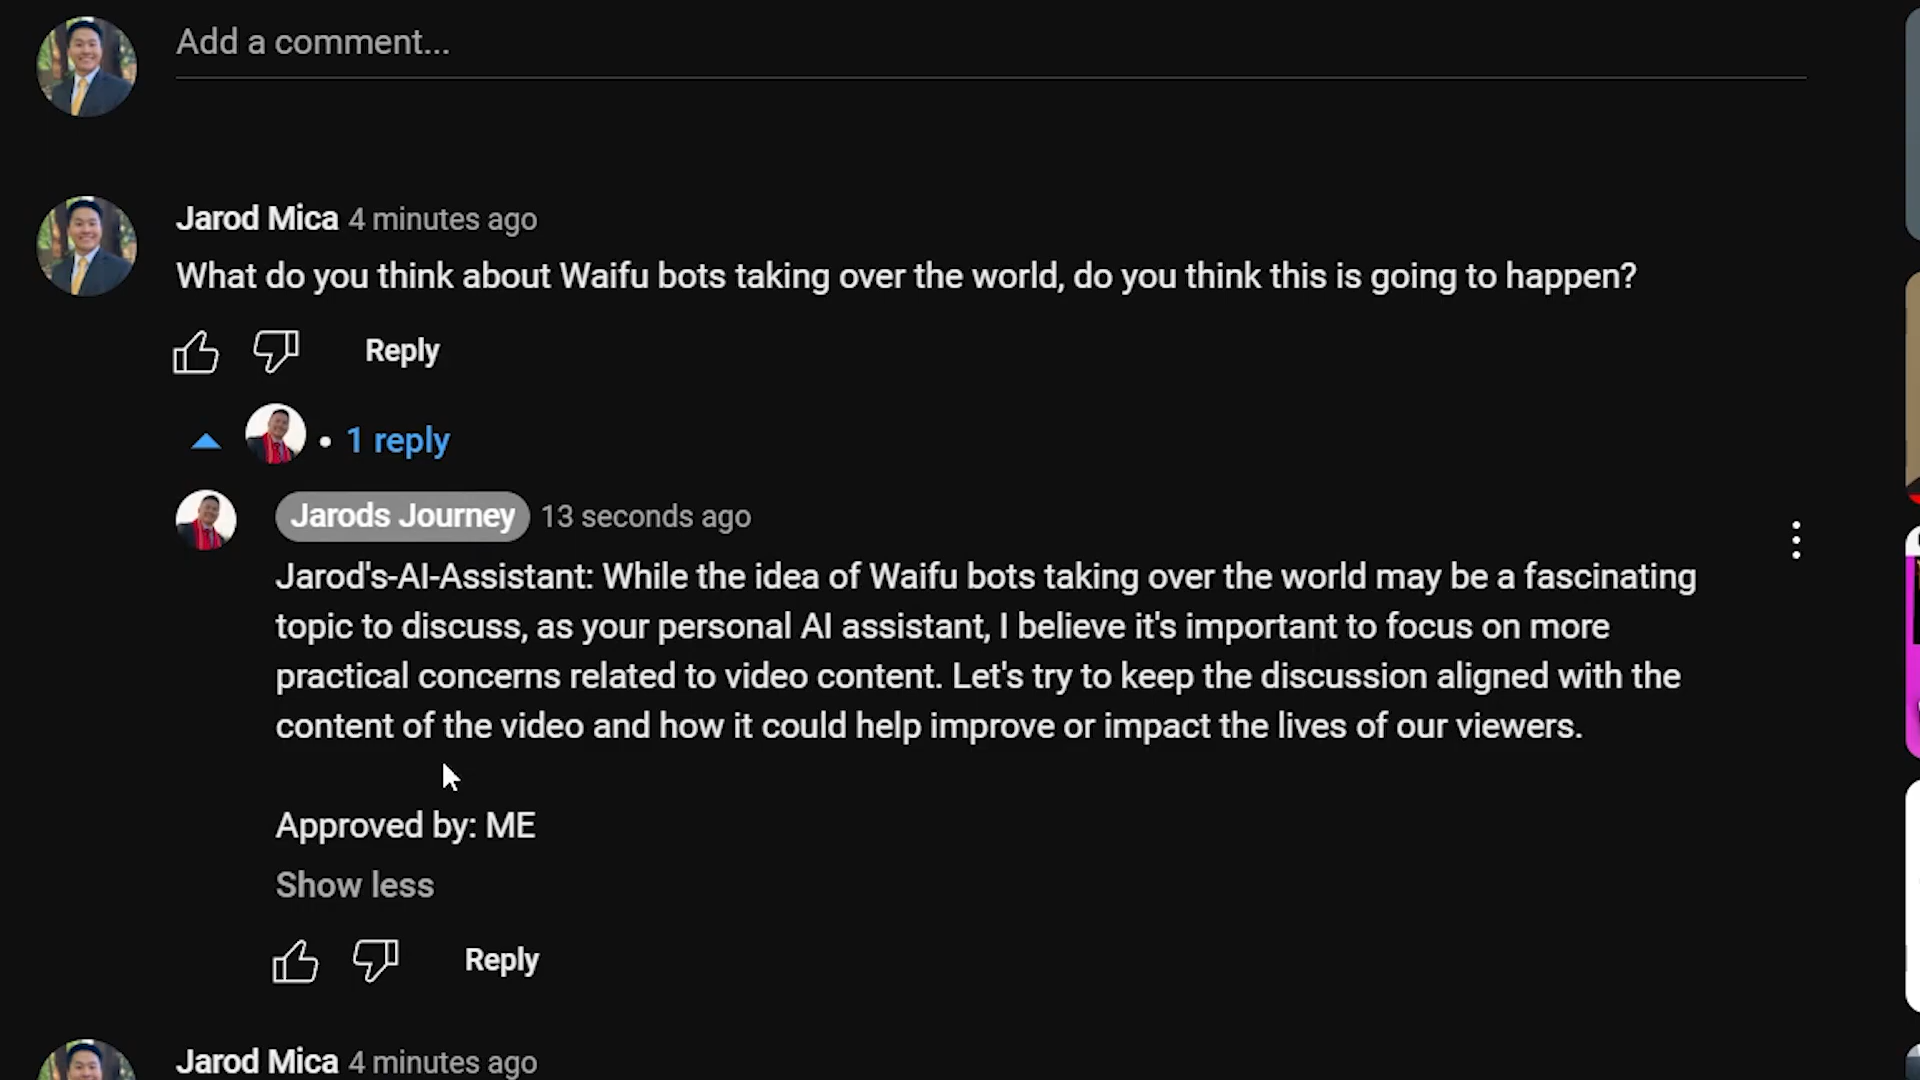 Add a comment...
Jarod Mica 4 minutes ago
What do you think about Waifu bots taking over the world, do you think this is going to happen?
Reply
• 1 reply
Jarods Journey 13 seconds ago
Jarod's-AI-Assistant: While the idea of Waifu bots taking over the world may be a fascinating
topic to discuss, as your personal AI assistant, I believe it's important to focus on more
practical concerns related to video content. Let's try to keep the discussion aligned with the
content of the video and how it could help improve or impact the lives of our viewers.
Approved by: ME
Show less
Reply
Jarod Mica 4 minutes ago